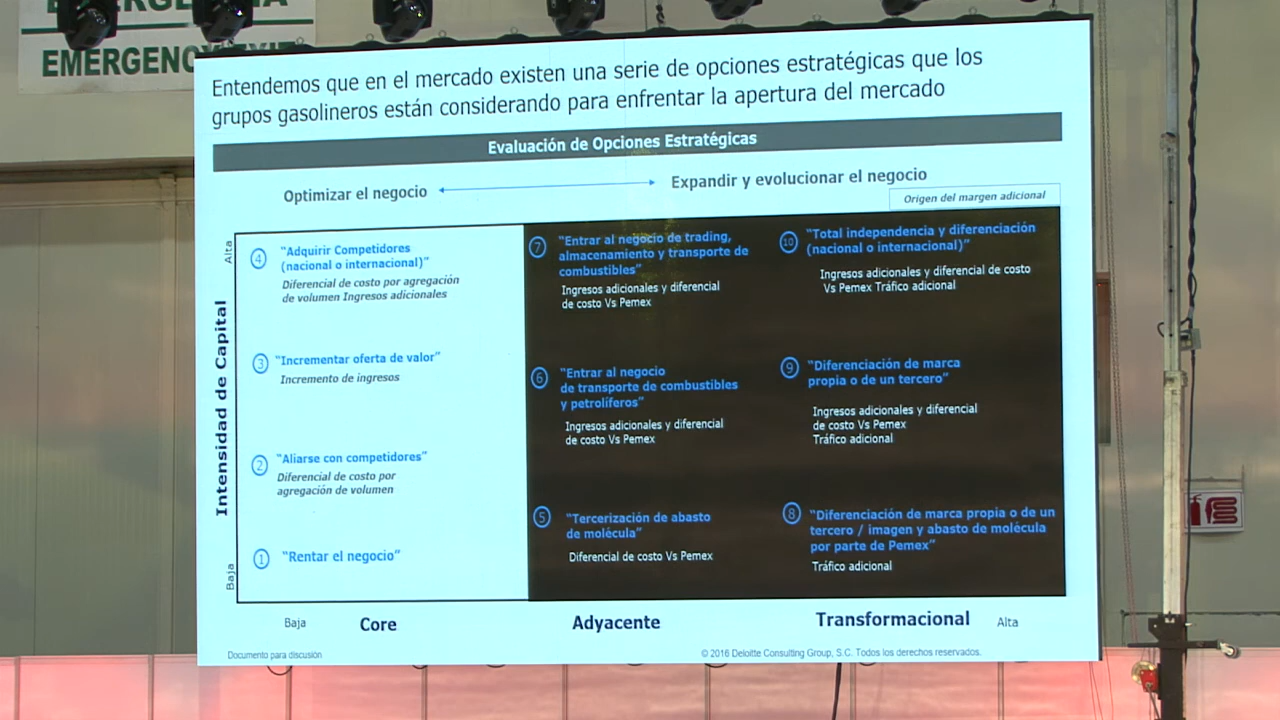 EMERGENCY EXIT
Entendemos que en el mercado existen una serie de opciones estratégicas que los
grupos gasolineros están considerando para enfrentar la apertura del mercado
Evaluación de Opciones Estratégicas
Optimizar el negocio
Expandir y evolucionar el negocio
Origen del margen adicional
Intensidad de Capital
Alta
Baja
4 "Adquirir Competidores
(nacional o internacional)"
Diferencial de costo por agregación
de volumen Ingresos adicionales
3 "Incrementar oferta de valor"
Incremento de ingresos
2 "Aliarse con competidores"
Diferencial de costo por
agregación de volumen
1 "Rentar el negocio"
7 "Entrar al negocio de trading,
almacenamiento y transporte de
combustibles"
Ingresos adicionales y diferencial
de costo Vs Pemex
6 "Entrar al negocio
de transporte de combustibles
y petrolíferos"
Ingresos adicionales y diferencial
de costo Vs Pemex
5 "Tercerización de abasto
de molécula"
Diferencial de costo Vs Pemex
10 "Total independencia y diferenciación
(nacional o internacional)"
Ingresos adicionales y diferencial de costo
Vs Pemex Tráfico adicional
9 "Diferenciación de marca
propia o de un tercero"
Ingresos adicionales y diferencial
de costo Vs Pemex
Tráfico adicional
8 "Diferenciación de marca propia o de un
tercero / imagen y abasto de molécula
por parte de Pemex"
Tráfico adicional
Baja
Core
Adyacente
Transformacional
Alta
Documento para discusión
© 2016 Deloitte Consulting Group, S.C. Todos los derechos reservados.